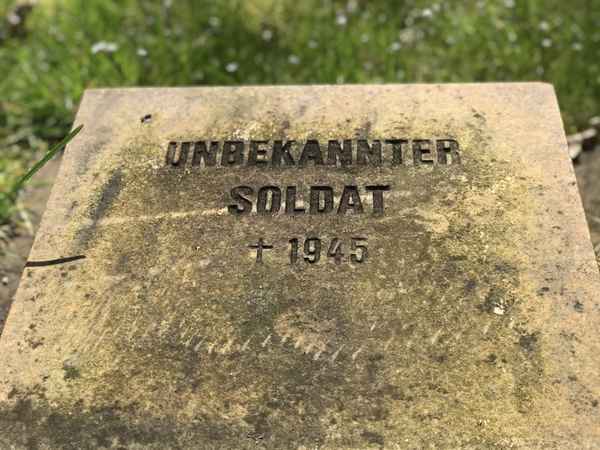 UNBEKANNTER
SOLDAT
† 1945